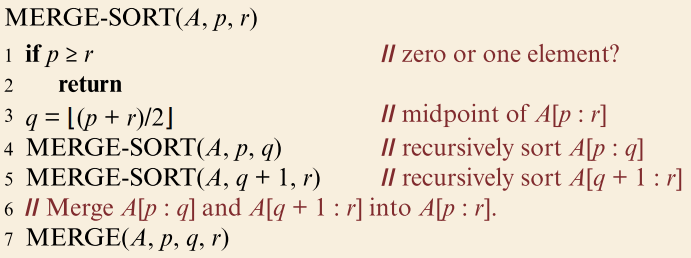 MERGE-SORT(A, p, r)
1 if p ≥ r // zero or one element?
2 return
3 q = ⌊(p + r)/2⌋ // midpoint of A[p : r]
4 MERGE-SORT(A, p, q) // recursively sort A[p : q]
5 MERGE-SORT(A, q + 1, r) // recursively sort A[q + 1 : r]
6 // Merge A[p : q] and A[q + 1 : r] into A[p : r].
7 MERGE(A, p, q, r)